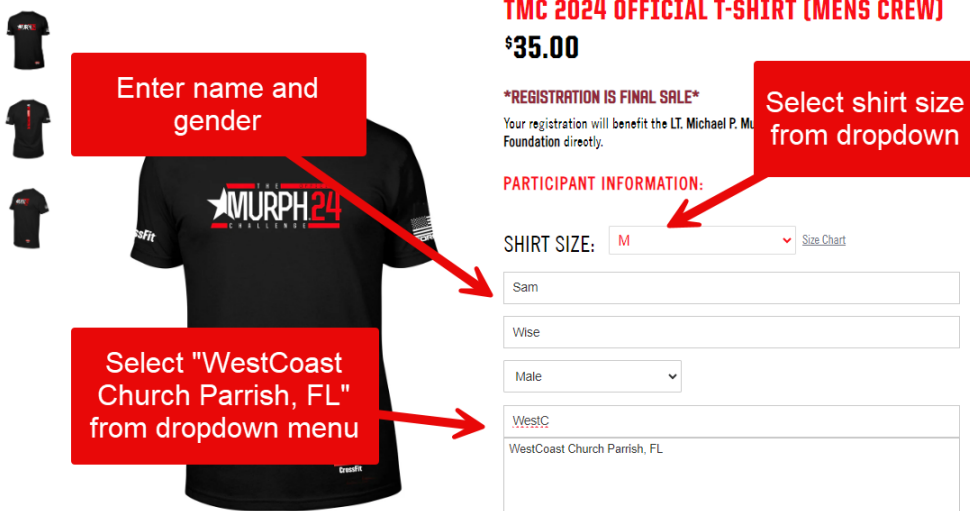 TMC 2024 OFFICIAL T-SHIRT (MENS CREW)
$35.00
*REGISTRATION IS FINAL SALE*
Your registration will benefit the LT. Michael P. Mu
Foundation directly.
PARTICIPANT INFORMATION:
SHIRT SIZE: M Size Chart
Sam
Wise
Male
WestC
WestCoast Church Parrish, FL
Enter name and
gender
Select shirt size
from dropdown
Select "WestCoast
Church Parrish, FL"
from dropdown menu
THE
MURPH.24
CHALLENGE
ssFit
CrossFit